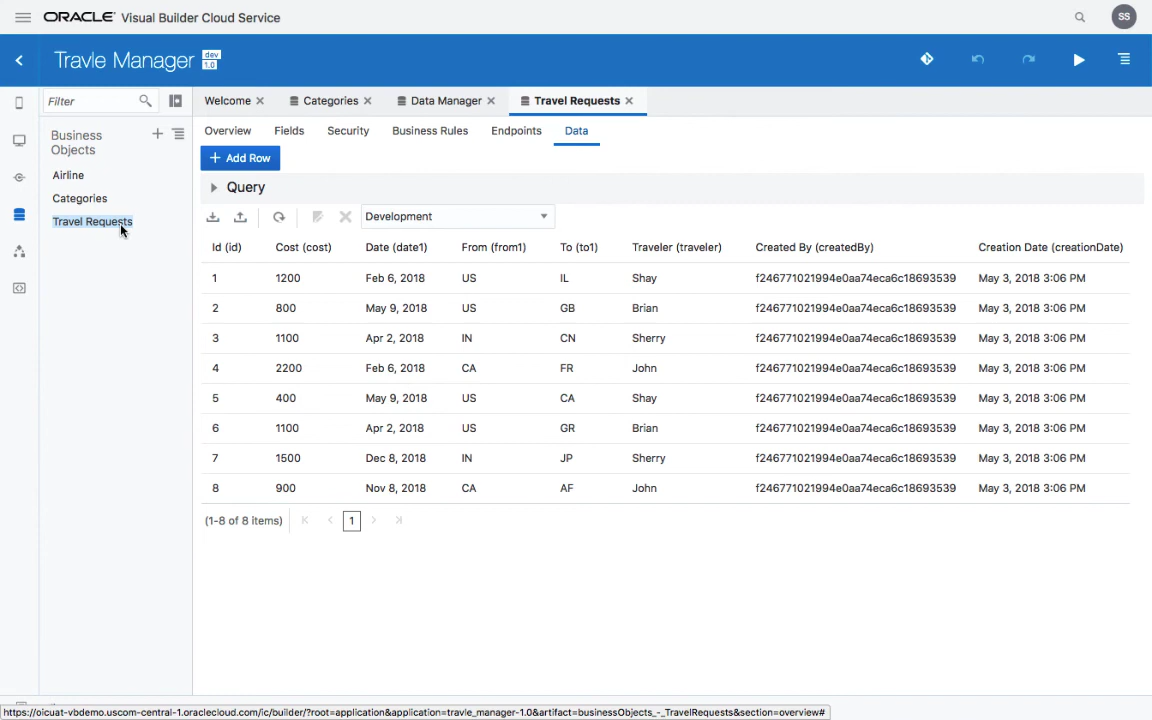 ORACLE® Visual Builder Cloud Service
SS
Travle Manager dev 1.0
Filter
Business Objects
Airline
Categories
Travel Requests
Welcome
Categories
Data Manager
Travel Requests
Overview Fields Security Business Rules Endpoints Data
+ Add Row
Query
Development
Id (id) Cost (cost) Date (date1) From (from1) To (to1) Traveler (traveler) Created By (createdBy) Creation Date (creationDate)
1 1200 Feb 6, 2018 US IL Shay f246771021994e0aa74eca6c18693539 May 3, 2018 3:06 PM
2 800 May 9, 2018 US GB Brian f246771021994e0aa74eca6c18693539 May 3, 2018 3:06 PM
3 1100 Apr 2, 2018 IN CN Sherry f246771021994e0aa74eca6c18693539 May 3, 2018 3:06 PM
4 2200 Feb 6, 2018 CA FR John f246771021994e0aa74eca6c18693539 May 3, 2018 3:06 PM
5 400 May 9, 2018 US CA Shay f246771021994e0aa74eca6c18693539 May 3, 2018 3:06 PM
6 1100 Apr 2, 2018 US GR Brian f246771021994e0aa74eca6c18693539 May 3, 2018 3:06 PM
7 1500 Dec 8, 2018 IN JP Sherry f246771021994e0aa74eca6c18693539 May 3, 2018 3:06 PM
8 900 Nov 8, 2018 CA AF John f246771021994e0aa74eca6c18693539 May 3, 2018 3:06 PM
(1-8 of 8 items) 1
https://oicuat-vbdemo.uscom-central-1.oraclecloud.com/ic/builder/?root=application&application=travle_manager-1.0&artifact=businessObjects_-_TravelRequests&section=overview#